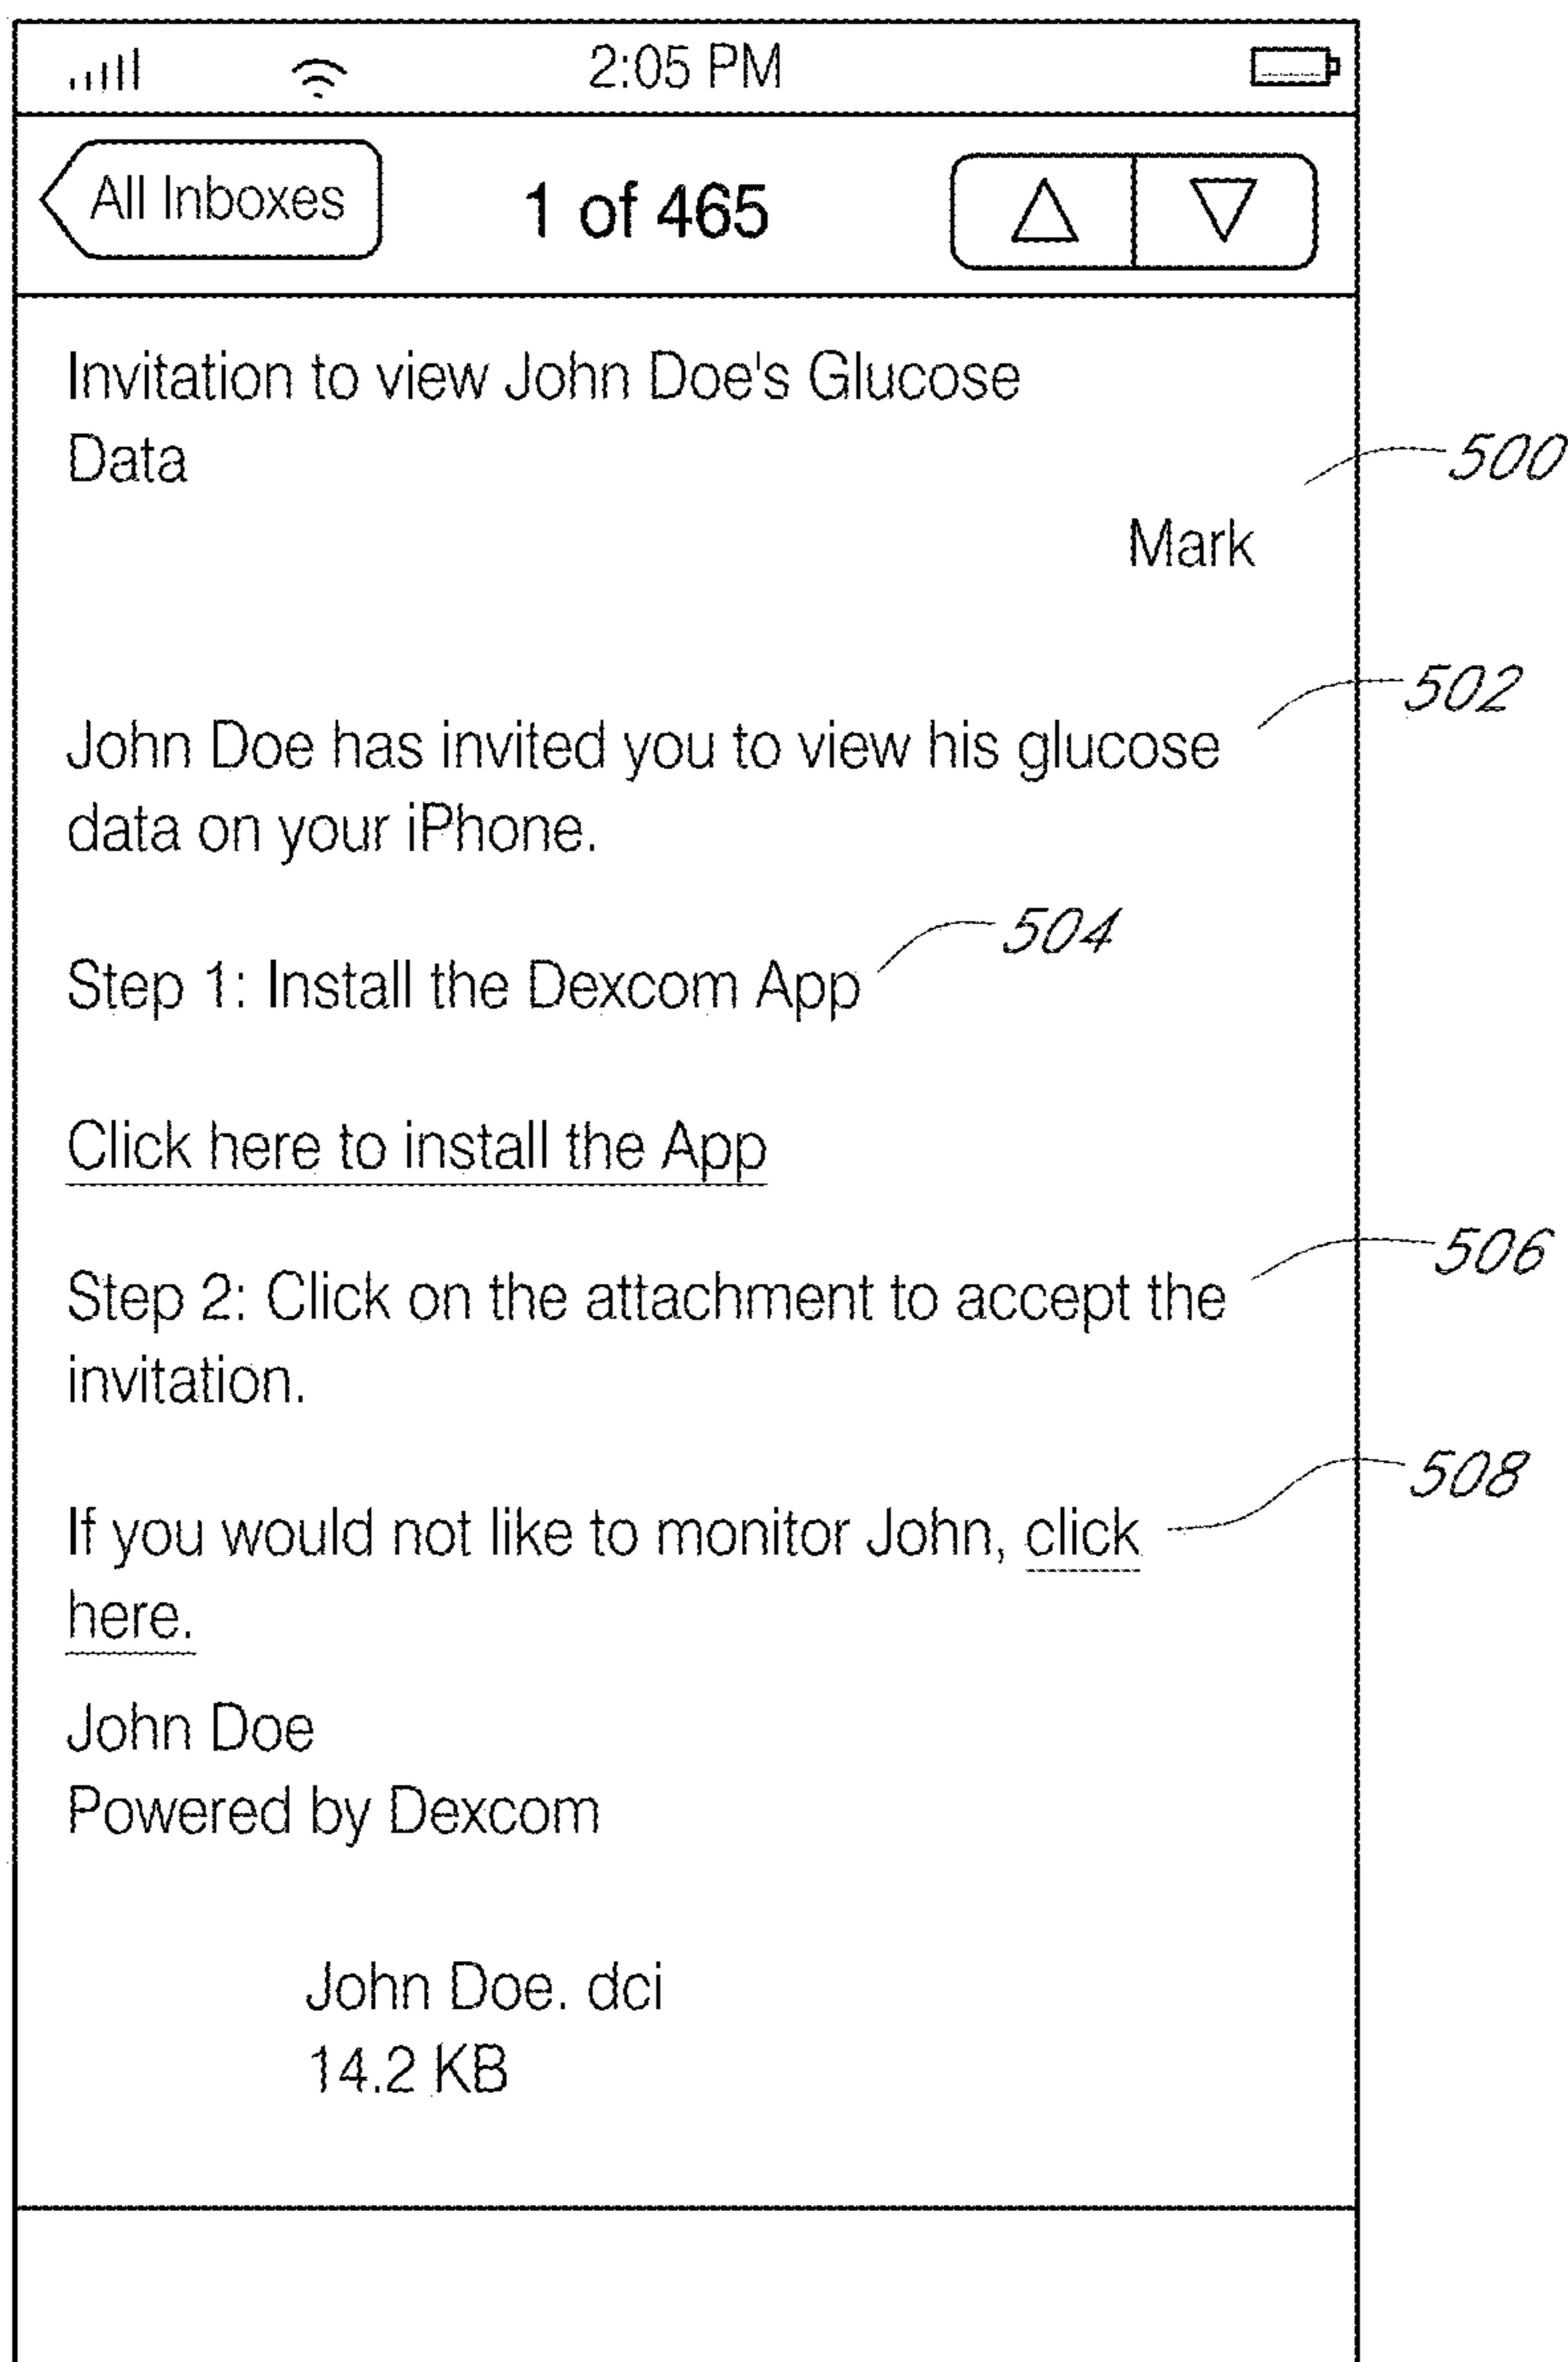 2:05 PM
All Inboxes
1 of 465
Invitation to view John Doe's Glucose
Data
500
Mark
502
John Doe has invited you to view his glucose
data on your iPhone.
504
Step 1: Install the Dexcom App
Click here to install the App
506
Step 2: Click on the attachment to accept the
invitation.
508
If you would not like to monitor John, click
here.
John Doe
Powered by Dexcom
John Doe. dci
14.2 KB